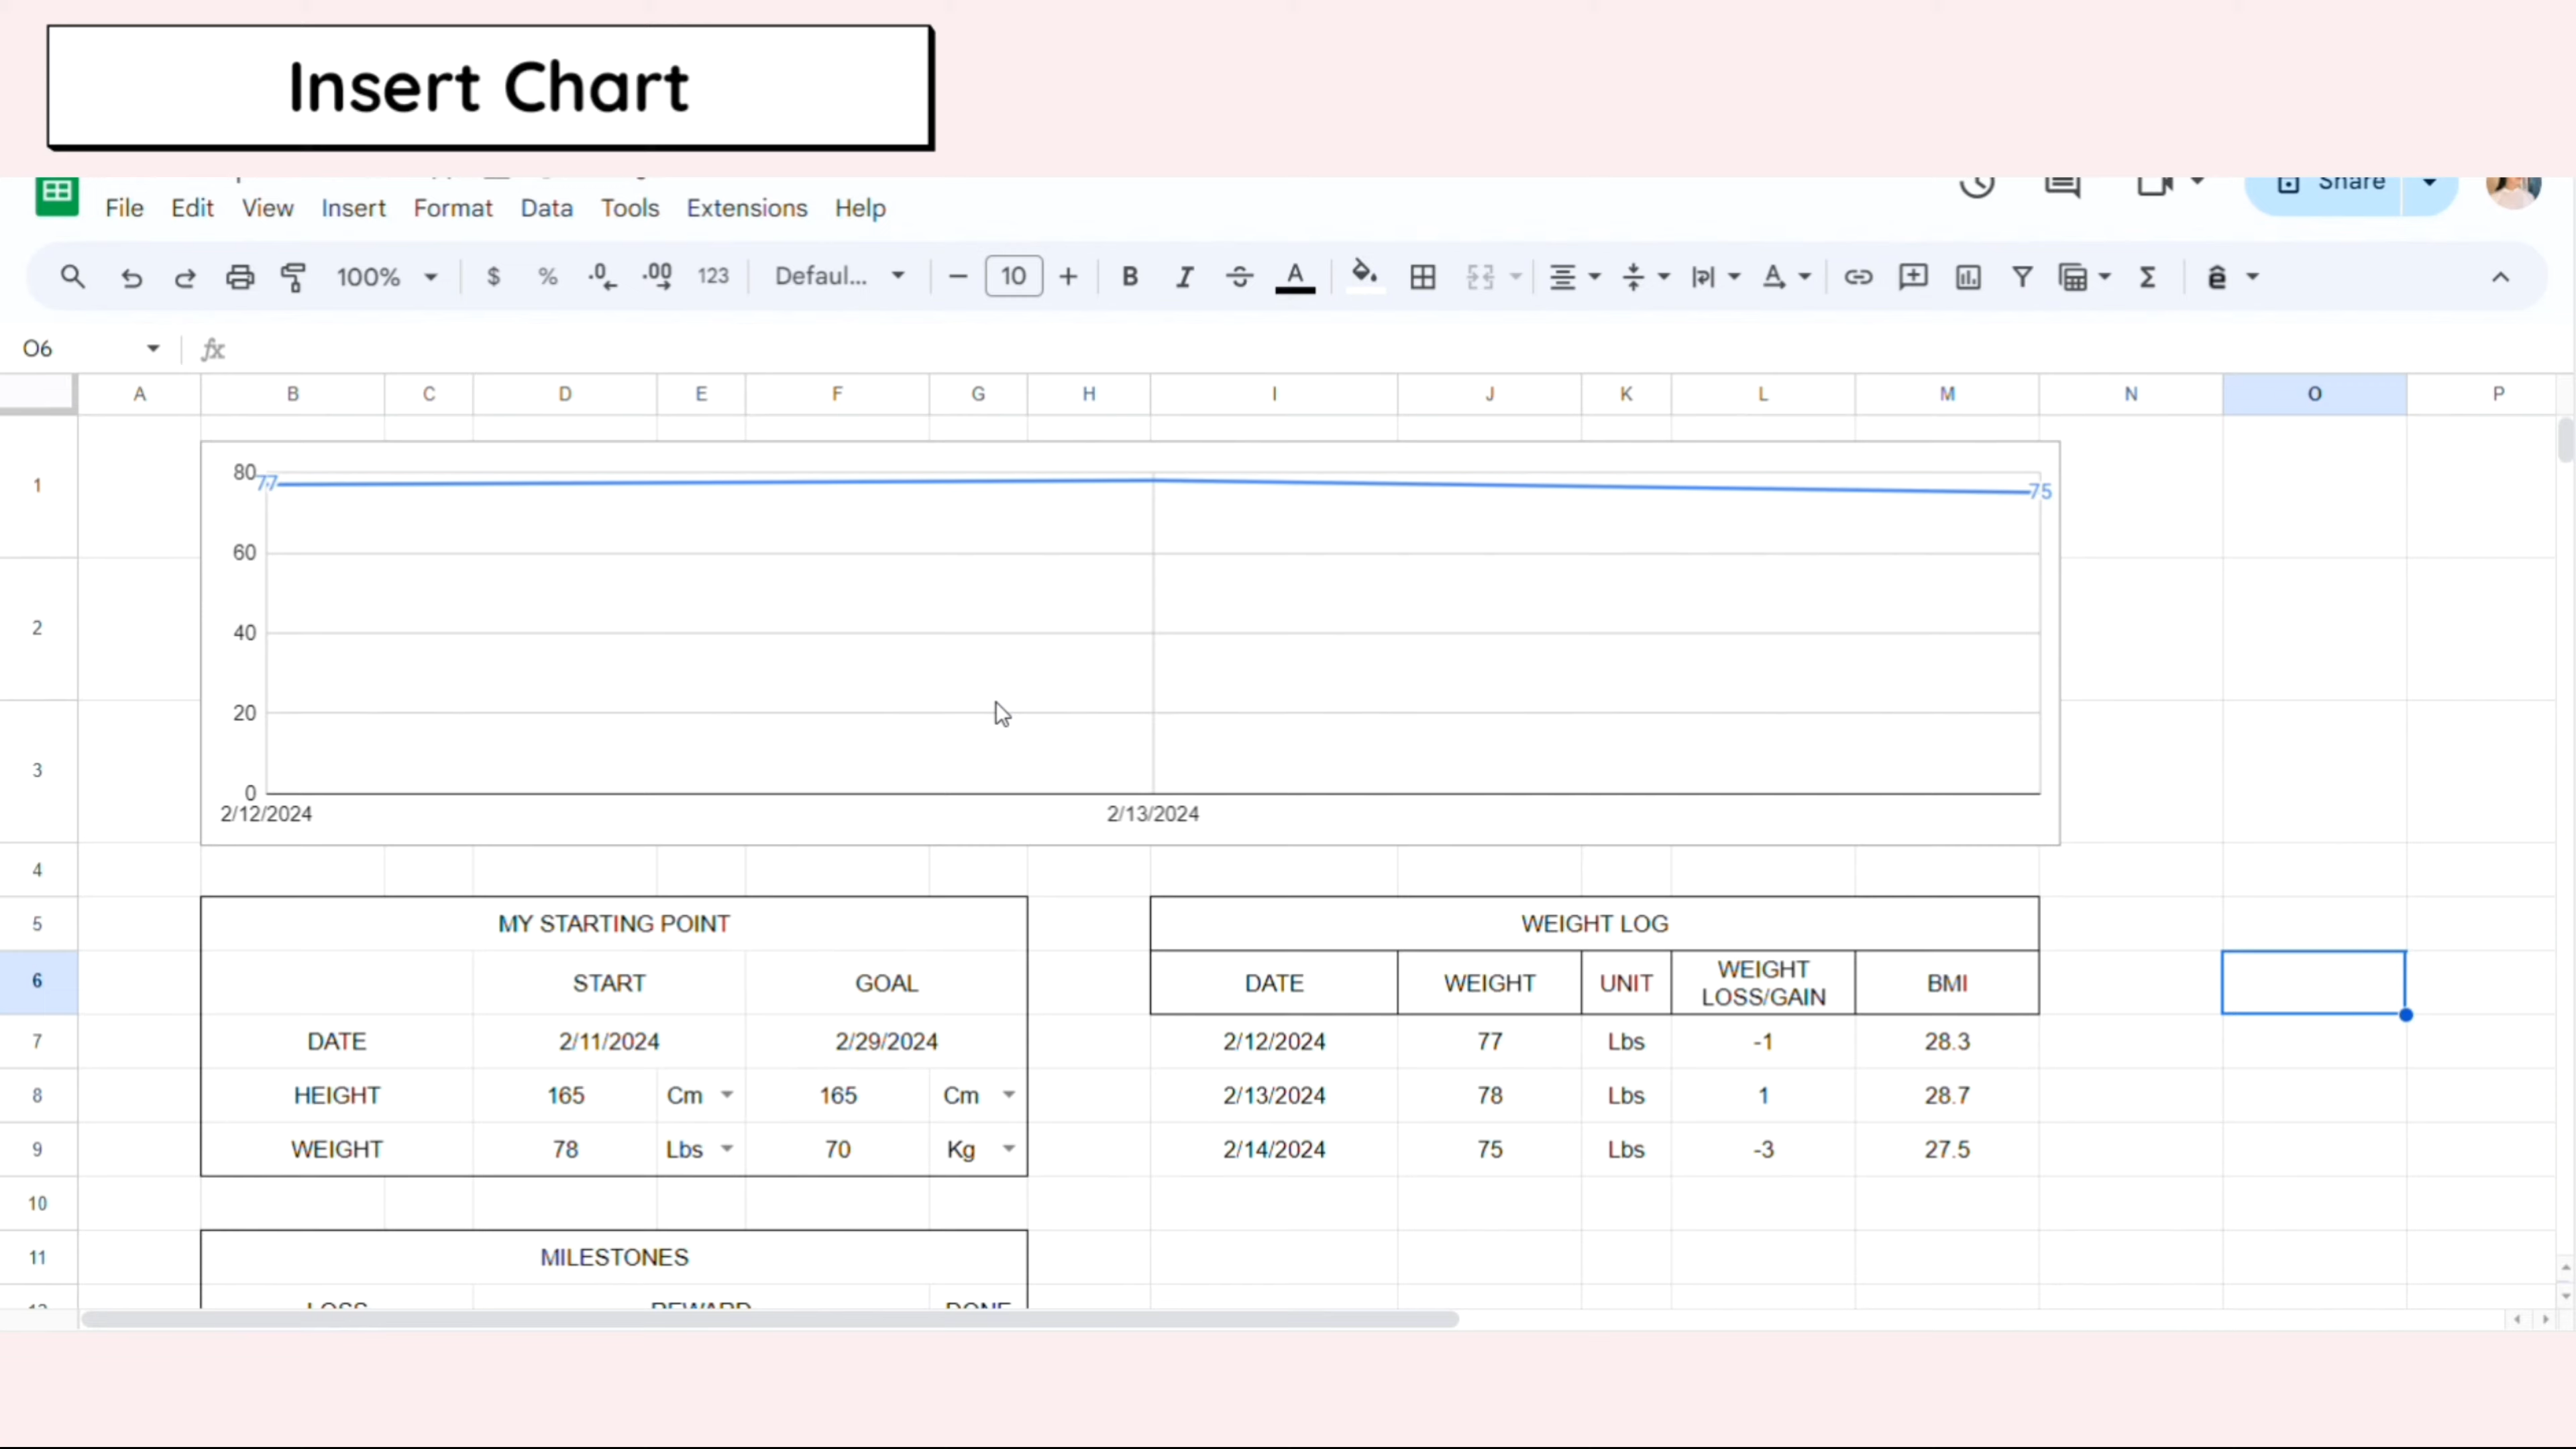 Insert Chart
Share
File Edit View Insert Format Data Tools Extensions Help
100% $ % .0 .00 123 Defaul... 10 B I S A Σ ê
O6 fx
A B C D E F G H I J K L M N O P
1
2
3
4
5
6
7
8
9
10
11
80
60
40
20
0
77
75
2/12/2024 2/13/2024
MY STARTING POINT
START GOAL
DATE 2/11/2024 2/29/2024
HEIGHT 165 Cm 165 Cm
WEIGHT 78 Lbs 70 Kg
MILESTONES
LOSS REWARD DONE
WEIGHT LOG
DATE WEIGHT UNIT WEIGHT LOSS/GAIN BMI
2/12/2024 77 Lbs -1 28.3
2/13/2024 78 Lbs 1 28.7
2/14/2024 75 Lbs -3 27.5